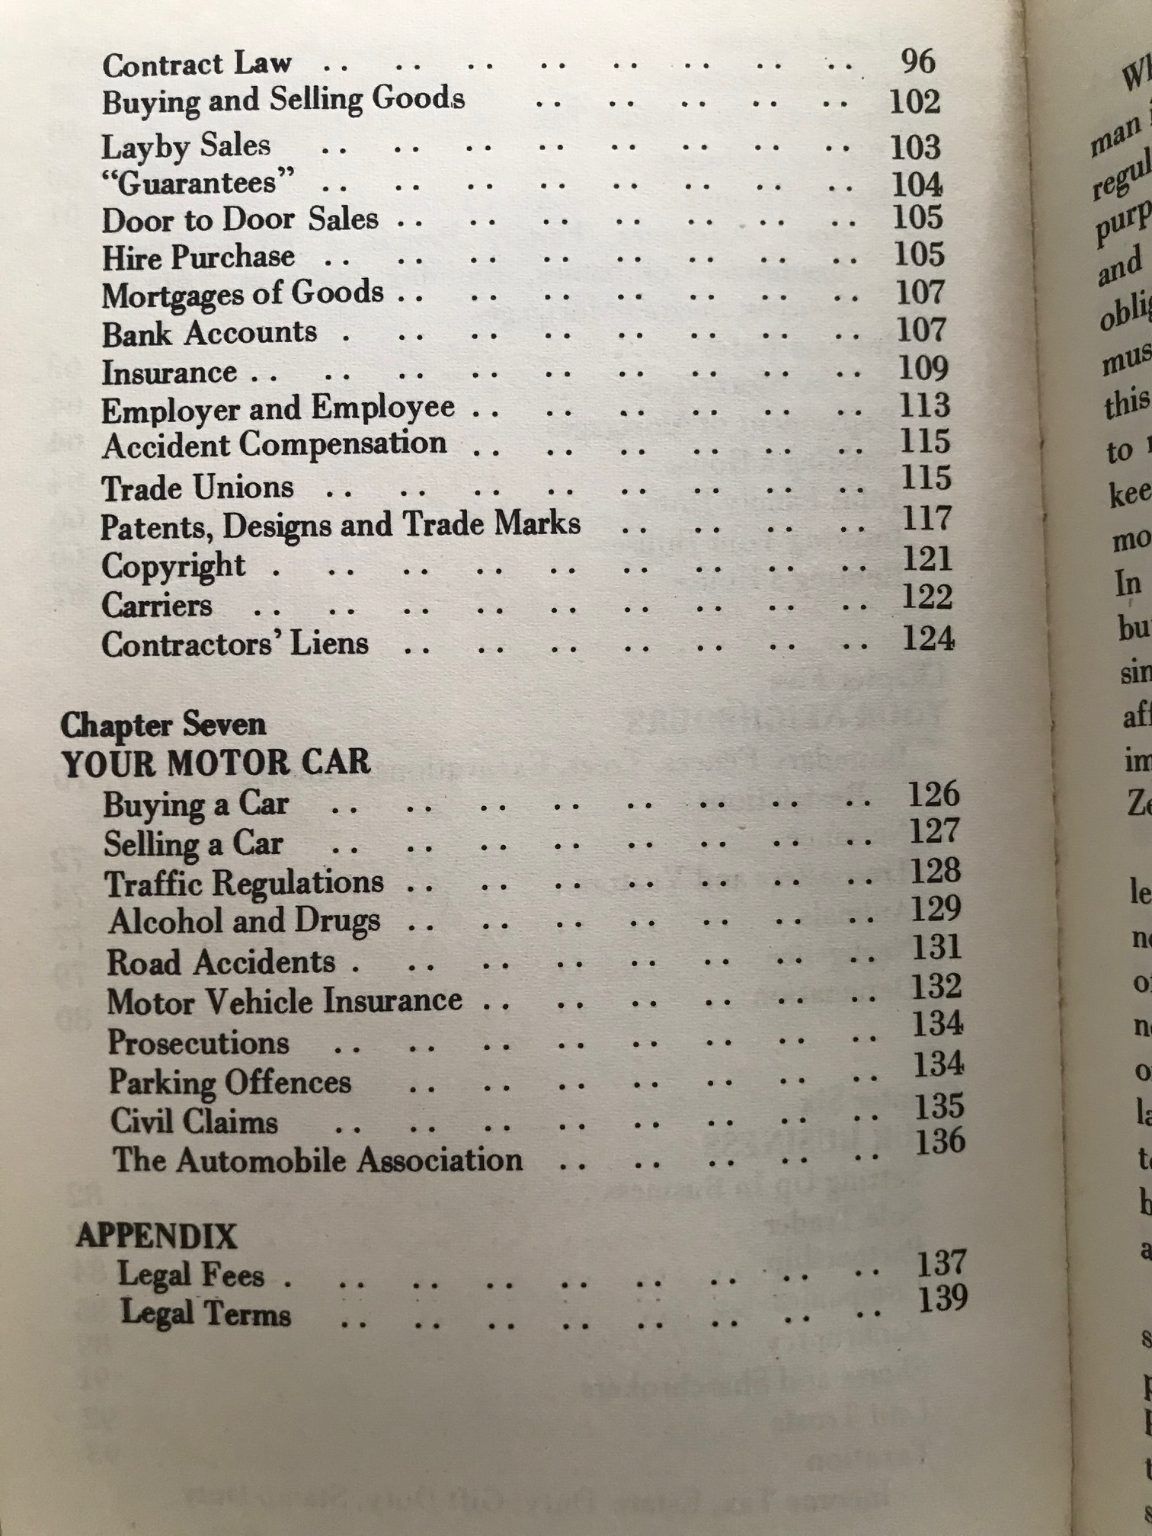 Contract Law .. .. .. .. .. .. .. .. 96
Buying and Selling Goods .. .. .. .. .. 102
Layby Sales .. .. .. .. .. .. .. .. 103
“Guarantees” .. .. .. .. .. .. .. .. 104
Door to Door Sales .. .. .. .. .. .. .. 105
Hire Purchase .. .. .. .. .. .. .. .. 105
Mortgages of Goods .. .. .. .. .. .. .. 107
Bank Accounts . .. .. .. .. .. .. .. 107
Insurance .. .. .. .. .. .. .. .. .. 109
Employer and Employee .. .. .. .. .. .. 113
Accident Compensation .. .. .. .. .. .. 115
Trade Unions .. .. .. .. .. .. .. .. 115
Patents, Designs and Trade Marks .. .. .. .. 117
Copyright . .. .. .. .. .. .. .. .. 121
Carriers .. .. .. .. .. .. .. .. .. 122
Contractors’ Liens .. .. .. .. .. .. .. 124
Chapter Seven
YOUR MOTOR CAR
Buying a Car .. .. .. .. .. .. .. .. 126
Selling a Car .. .. .. .. .. .. .. .. 127
Traffic Regulations .. .. .. .. .. .. .. 128
Alcohol and Drugs .. .. .. .. .. .. .. 129
Road Accidents . .. .. .. .. .. .. .. 131
Motor Vehicle Insurance .. .. .. .. .. .. 132
Prosecutions .. .. .. .. .. .. .. .. 134
Parking Offences .. .. .. .. .. .. .. 134
Civil Claims .. .. .. .. .. .. .. .. 135
The Automobile Association .. .. .. .. .. 136
APPENDIX
Legal Fees . .. .. .. .. .. .. .. .. 137
Legal Terms .. .. .. .. .. .. .. .. 139
man
and
this
to
In